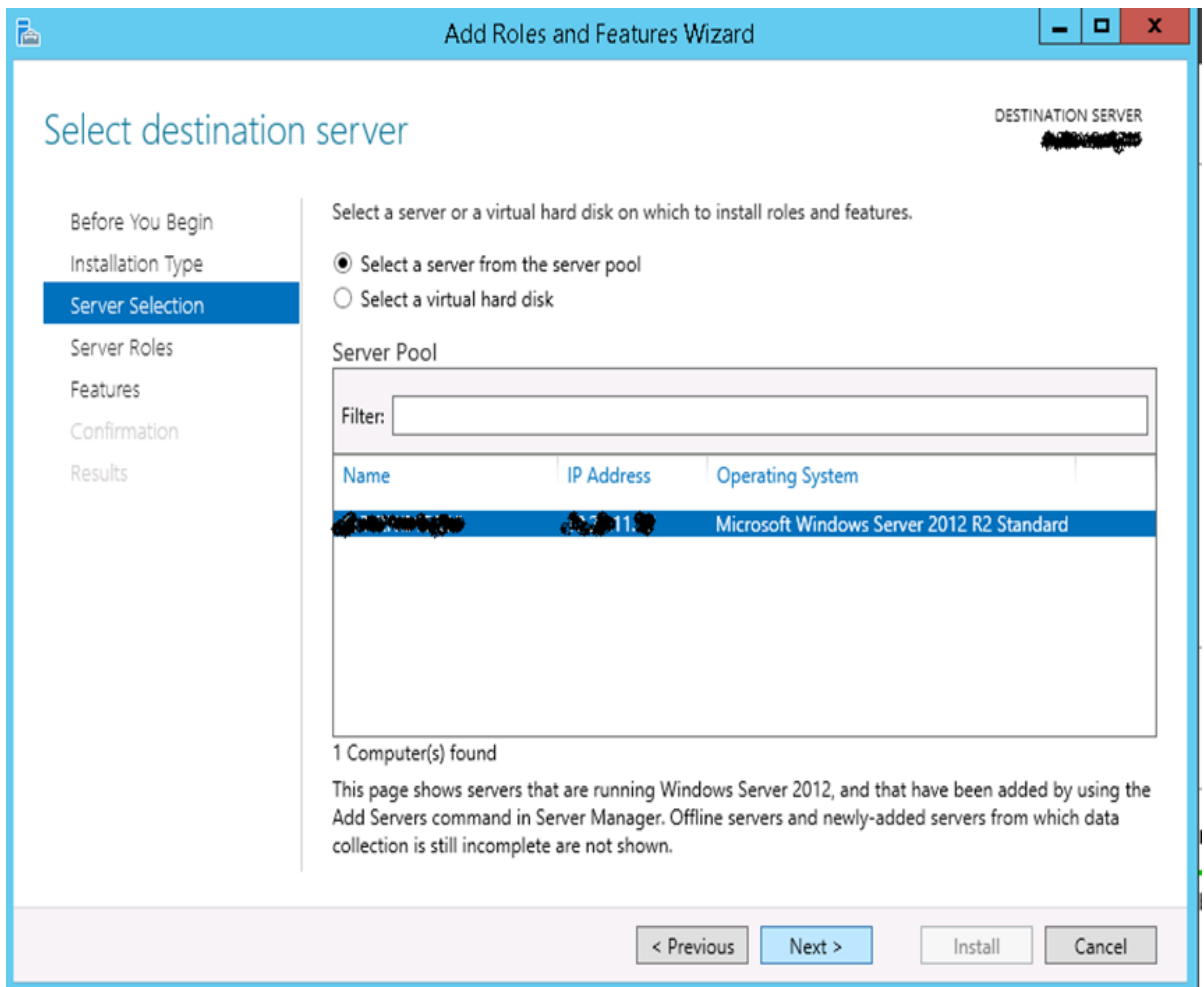 Add Roles and Features Wizard
Select destination server
DESTINATION SERVER
Before You Begin
Installation Type
Server Selection
Server Roles
Features
Confirmation
Results
Select a server or a virtual hard disk on which to install roles and features.
Select a server from the server pool
Select a virtual hard disk
Server Pool
Filter:
Name IP Address Operating System
11. Microsoft Windows Server 2012 R2 Standard
1 Computer(s) found
This page shows servers that are running Windows Server 2012, and that have been added by using the
Add Servers command in Server Manager. Offline servers and newly-added servers from which data
collection is still incomplete are not shown.
< Previous Next > Install Cancel